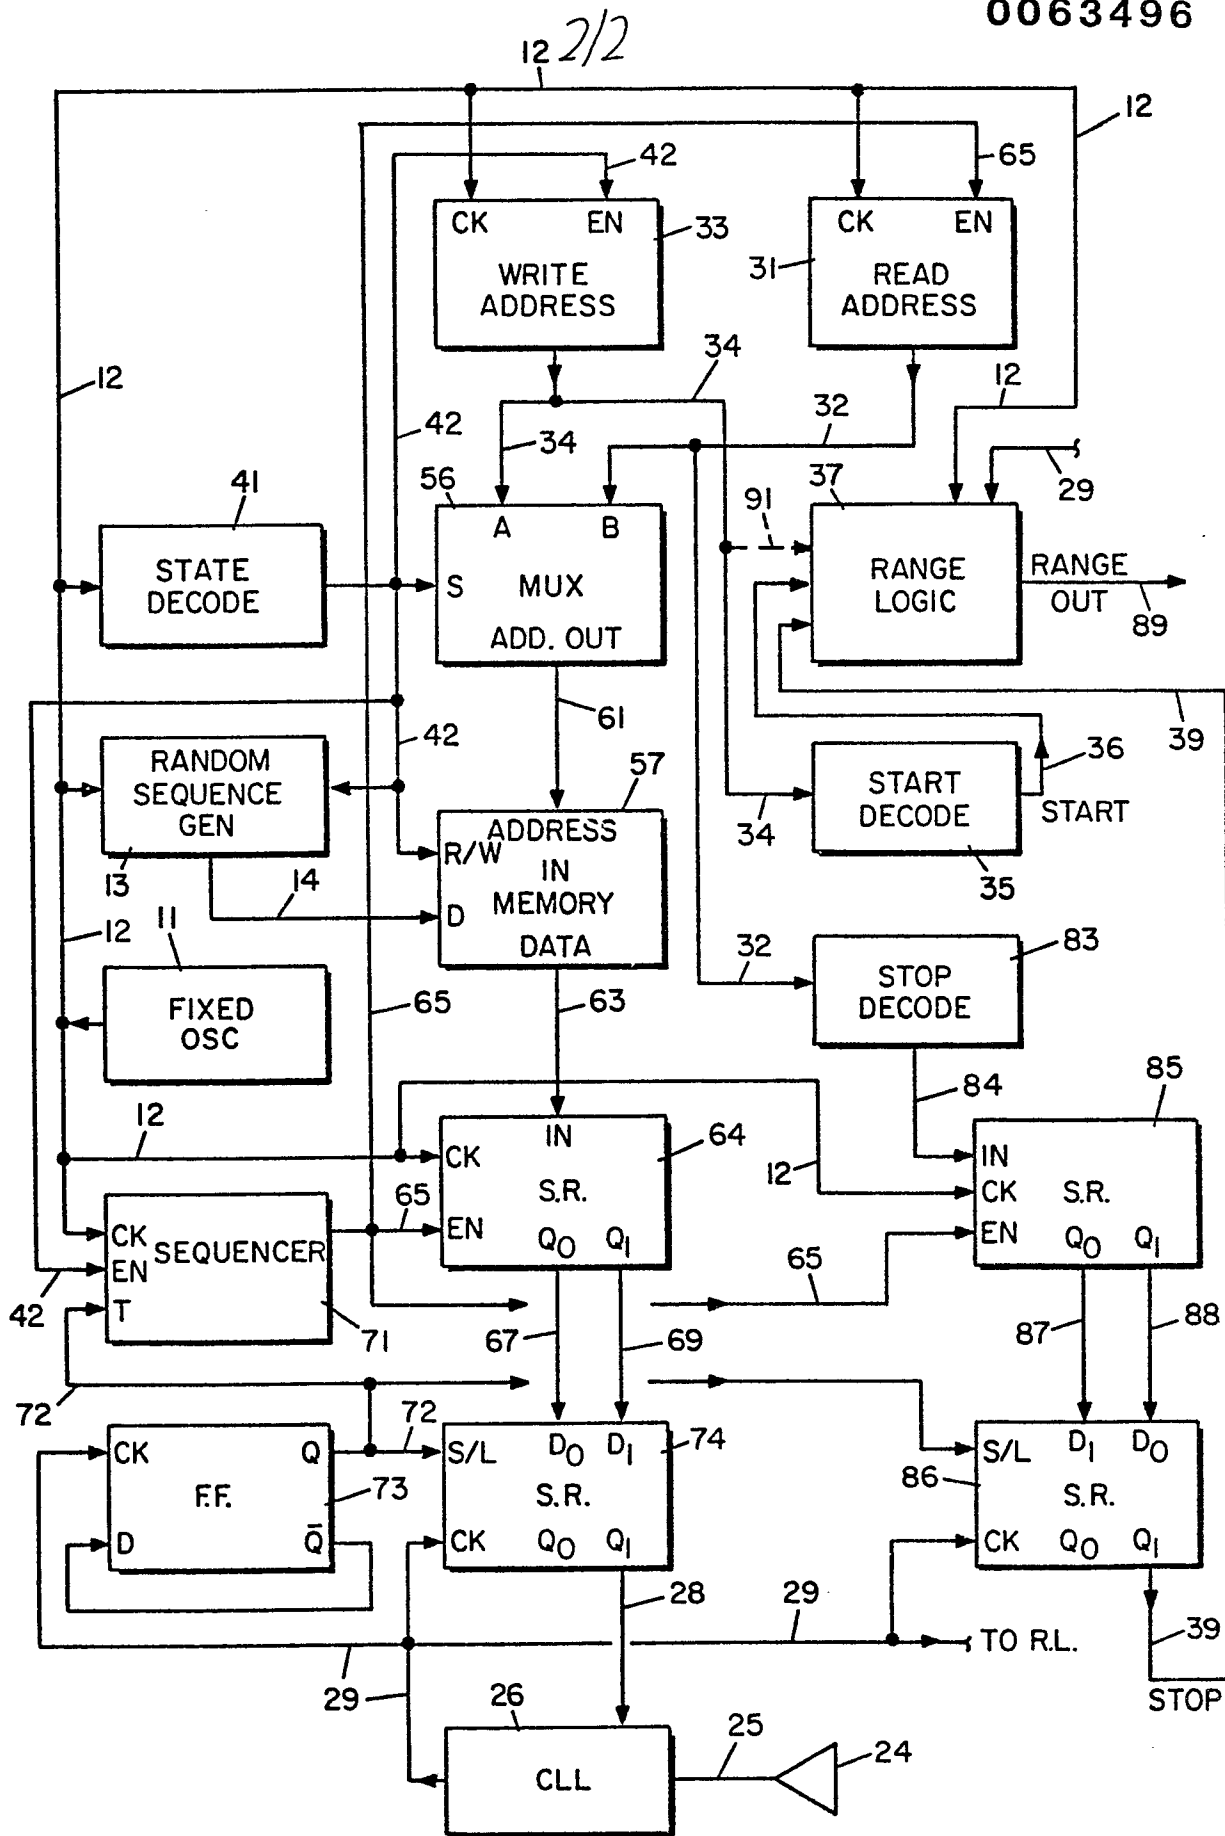 0063496
12 2/2
12
42
65
CK EN
33
WRITE
ADDRESS
CK EN
31
READ
ADDRESS
12
34
12
42
34
32
29
41
56
37
91
STATE
DECODE
A B
S MUX
ADD. OUT
RANGE
LOGIC
RANGE
OUT
89
61
39
42
RANDOM
SEQUENCE
GEN
13
57
36
START
DECODE
START
34
35
14
ADDRESS
R/W
IN
MEMORY
D
DATA
12
11
FIXED
OSC
65
63
32
83
STOP
DECODE
84
85
12
IN
CK
64
S.R.
65
EN
Q0 Q1
12
IN
CK S.R.
EN
Q0 Q1
CK
SEQUENCER
EN
T
42
71
65
67
69
87
88
72
CK Q
F.F.
73
D Q̄
72
S/L D0 D1
74
S.R.
CK Q0 Q1
S/L D1 D0
86
S.R.
CK Q0 Q1
28
29
29
TO R.L.
39
STOP
26
CLL
25
24